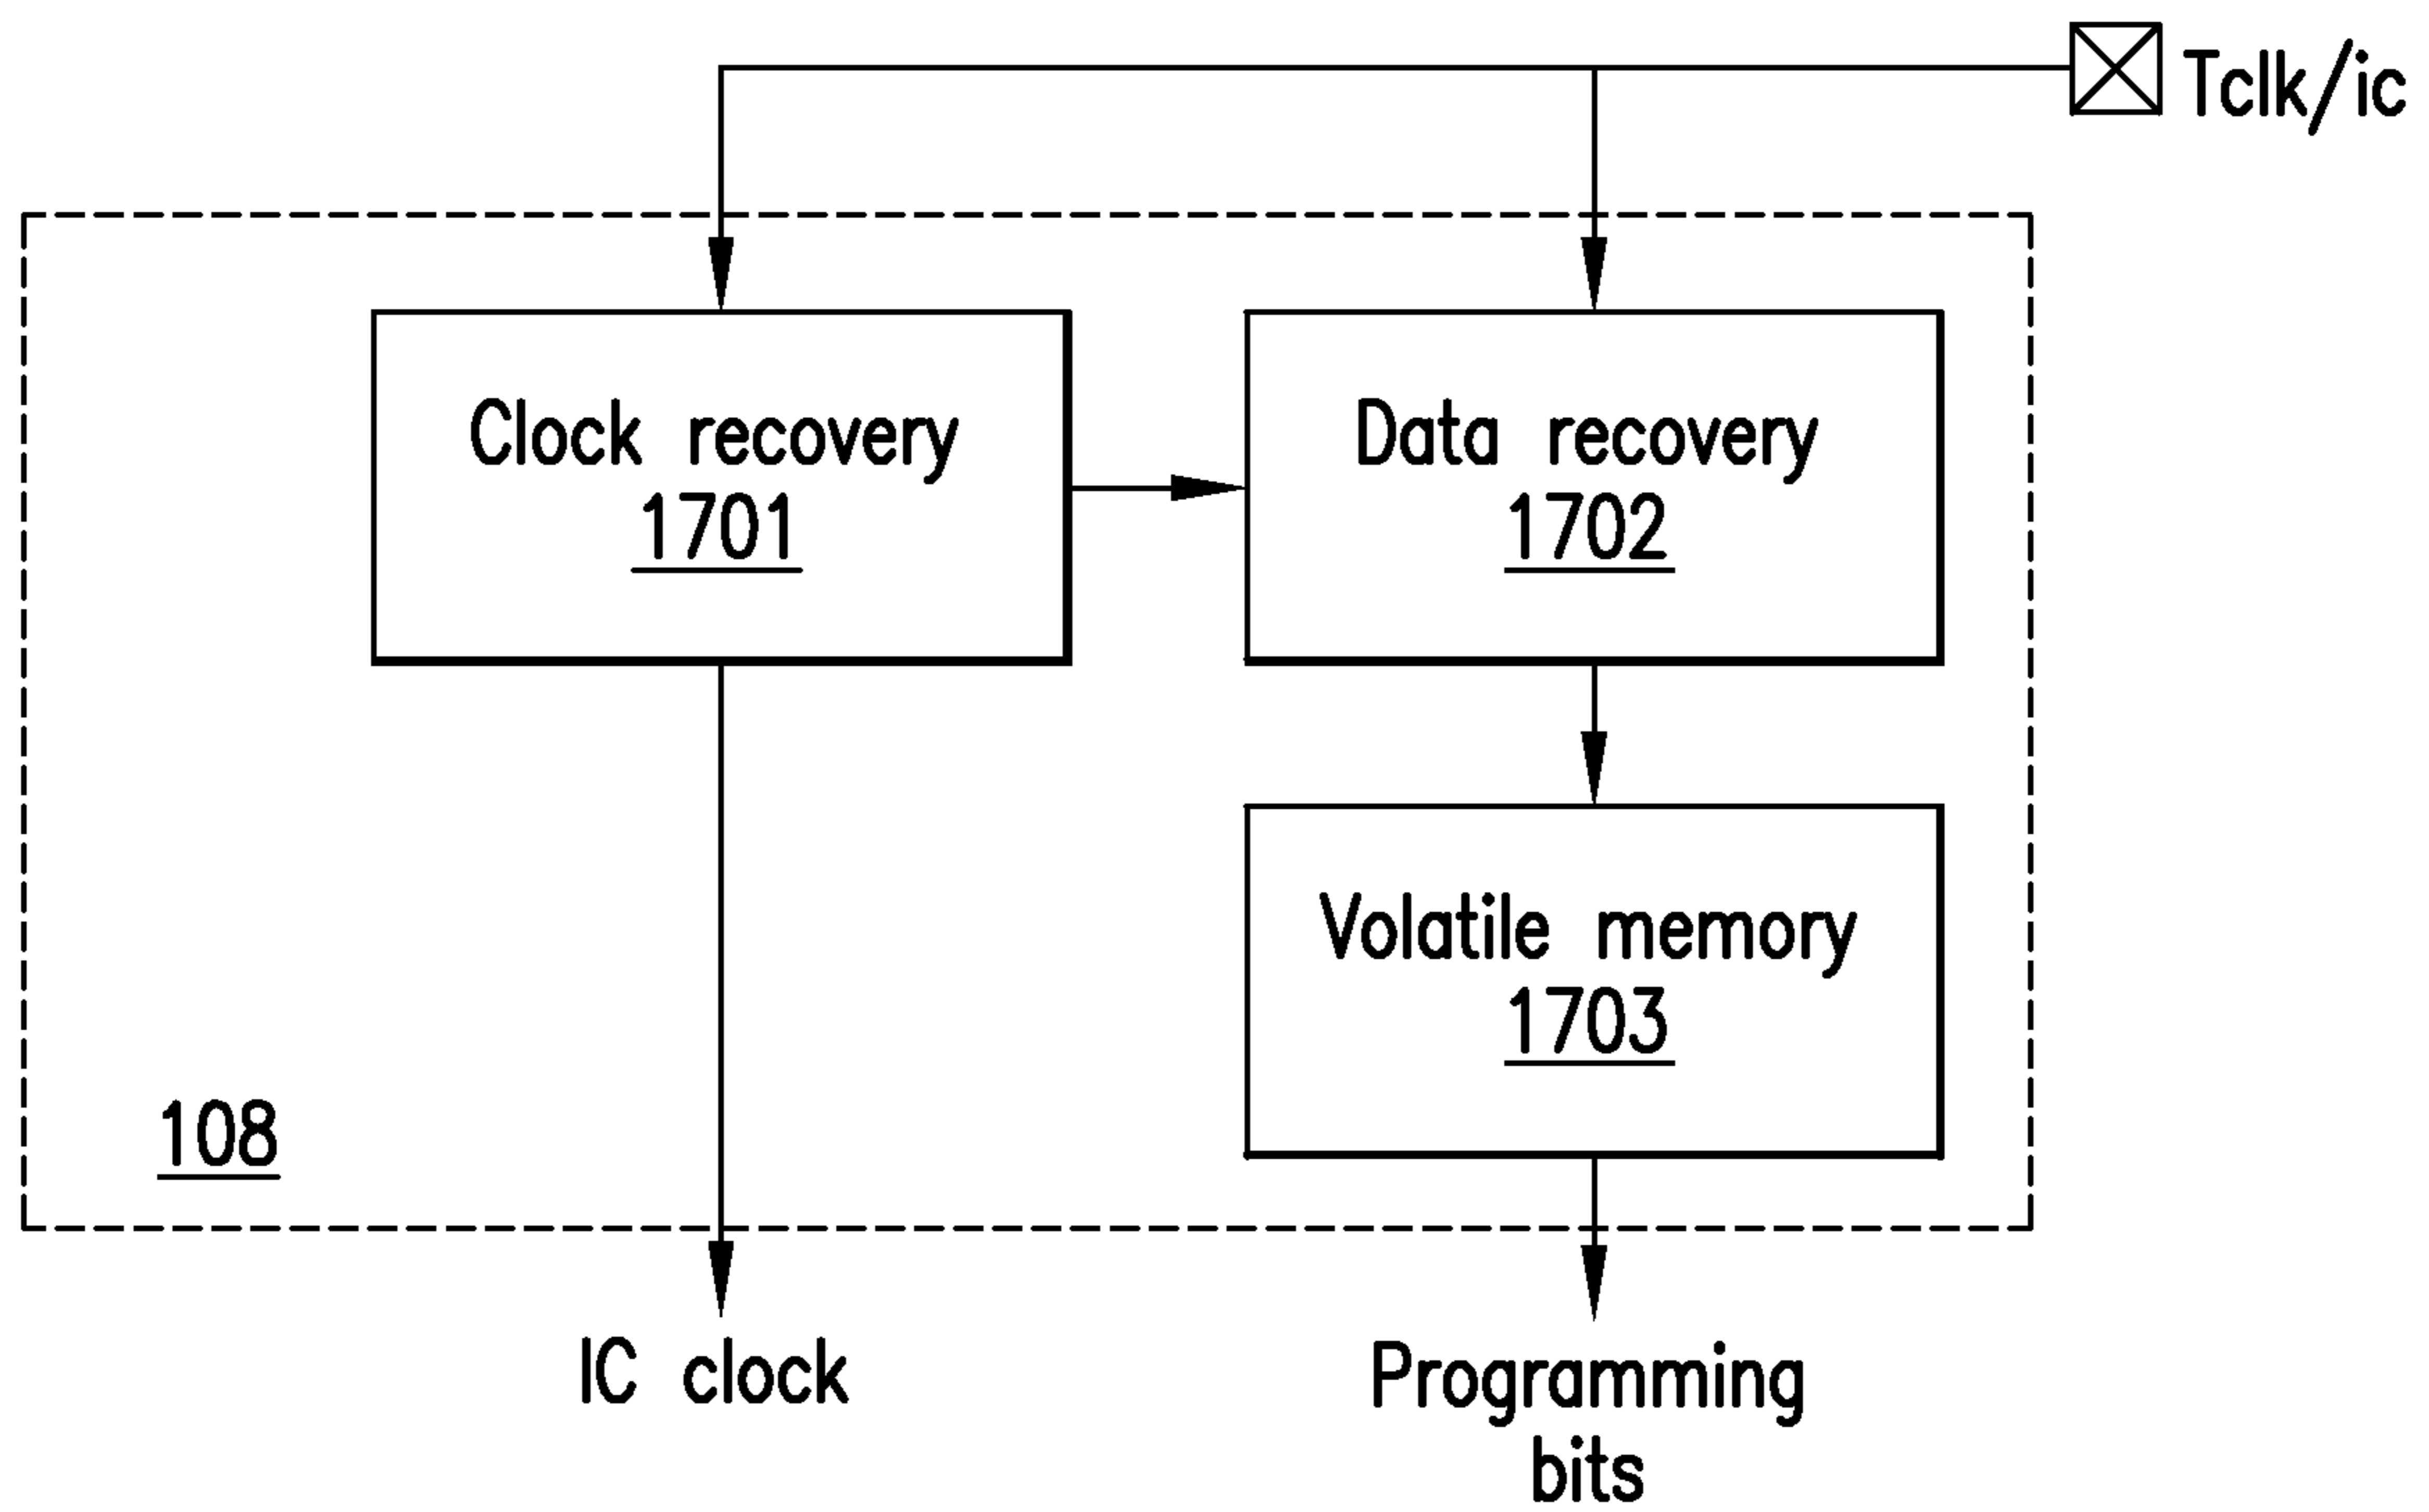 Tclk/ic
Clock recovery
1701
Data recovery
1702
Volatile memory
1703
108
IC clock
Programming
bits